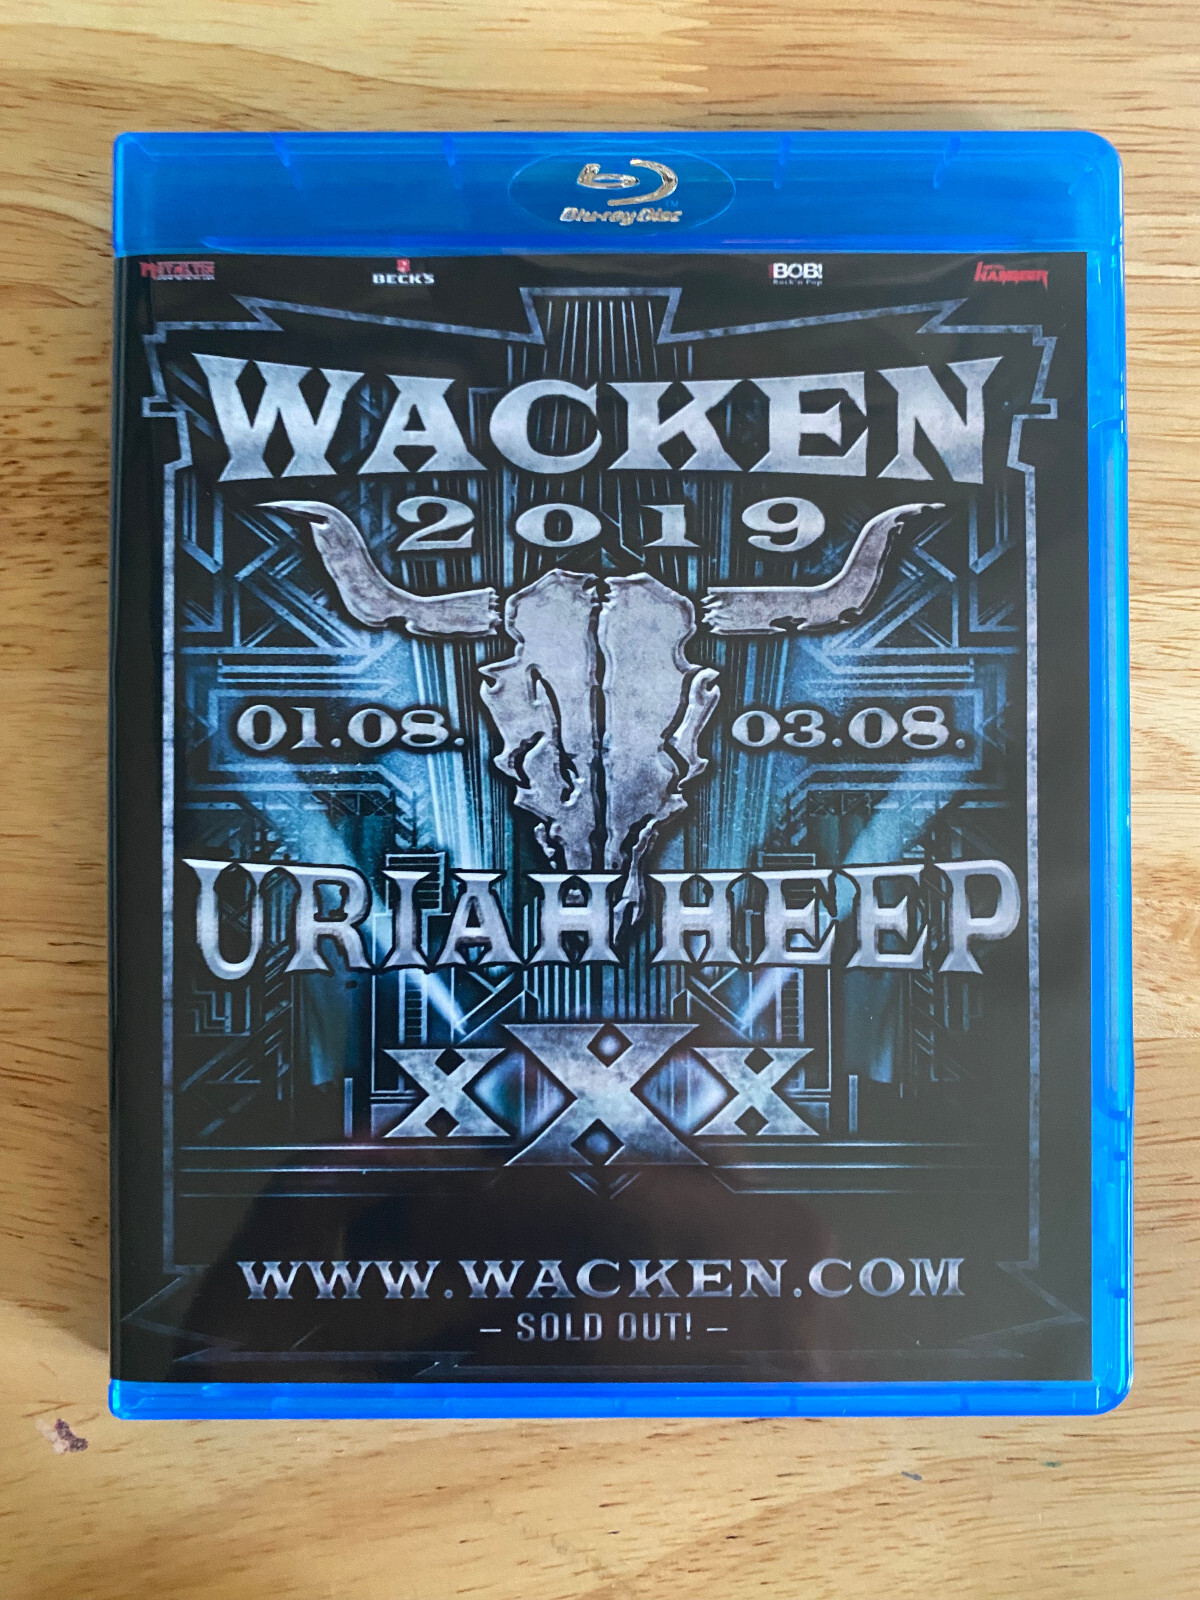 Blu-ray Disc
BECK'S BOB! HAMMER
Rock'n Pop
WACKEN
2019
01.08. 03.08.
URIAH HEEP
XXX
WWW.WACKEN.COM
– SOLD OUT! –